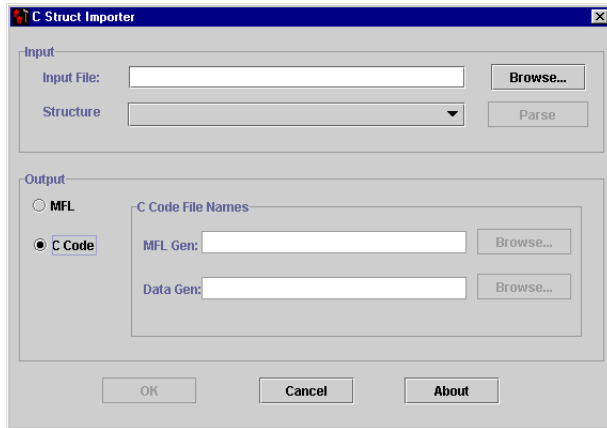 C Struct Importer
Input
Input File:
Browse...
Structure
Parse
Output
MFL
C Code
C Code File Names
MFL Gen:
Browse...
Data Gen:
Browse...
OK
Cancel
About